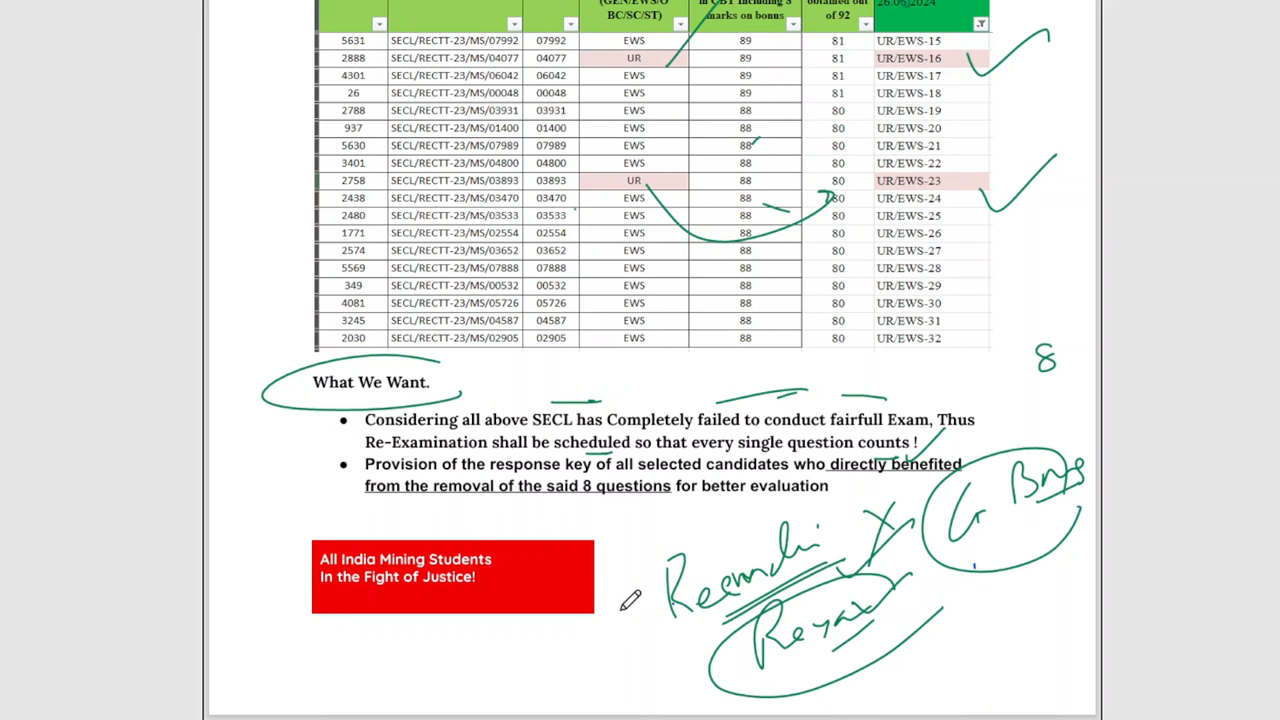 (GEN/EWS/O in CBT including 8 obtained out 26.06.2024
BC/SC/ST) marks on bonus of 92
5631 SECL/RECTT-23/MS/07992 07992 EWS 89 81 UR/EWS-15
2888 SECL/RECTT-23/MS/04077 04077 UR 89 81 UR/EWS-16
4301 SECL/RECTT-23/MS/06042 06042 EWS 89 81 UR/EWS-17
26 SECL/RECTT-23/MS/00048 00048 EWS 89 81 UR/EWS-18
2788 SECL/RECTT-23/MS/03931 03931 EWS 88 80 UR/EWS-19
937 SECL/RECTT-23/MS/01400 01400 EWS 88 80 UR/EWS-20
5630 SECL/RECTT-23/MS/07989 07989 EWS 88 80 UR/EWS-21
3401 SECL/RECTT-23/MS/04800 04800 EWS 88 80 UR/EWS-22
2758 SECL/RECTT-23/MS/03893 03893 UR 88 80 UR/EWS-23
2438 SECL/RECTT-23/MS/03470 03470 EWS 88 80 UR/EWS-24
2480 SECL/RECTT-23/MS/03533 03533 EWS 88 80 UR/EWS-25
1771 SECL/RECTT-23/MS/02554 02554 EWS 88 80 UR/EWS-26
2574 SECL/RECTT-23/MS/03652 03652 EWS 88 80 UR/EWS-27
5569 SECL/RECTT-23/MS/07888 07888 EWS 88 80 UR/EWS-28
349 SECL/RECTT-23/MS/00532 00532 EWS 88 80 UR/EWS-29
4081 SECL/RECTT-23/MS/05726 05726 EWS 88 80 UR/EWS-30
3245 SECL/RECTT-23/MS/04587 04587 EWS 88 80 UR/EWS-31
2030 SECL/RECTT-23/MS/02905 02905 EWS 88 80 UR/EWS-32
8
What We Want.
● Considering all above SECL has Completely failed to conduct fairfull Exam, Thus
Re-Examination shall be scheduled so that every single question counts !
● Provision of the response key of all selected candidates who directly benefited
from the removal of the said 8 questions for better evaluation
All India Mining Students
In the Fight of Justice!